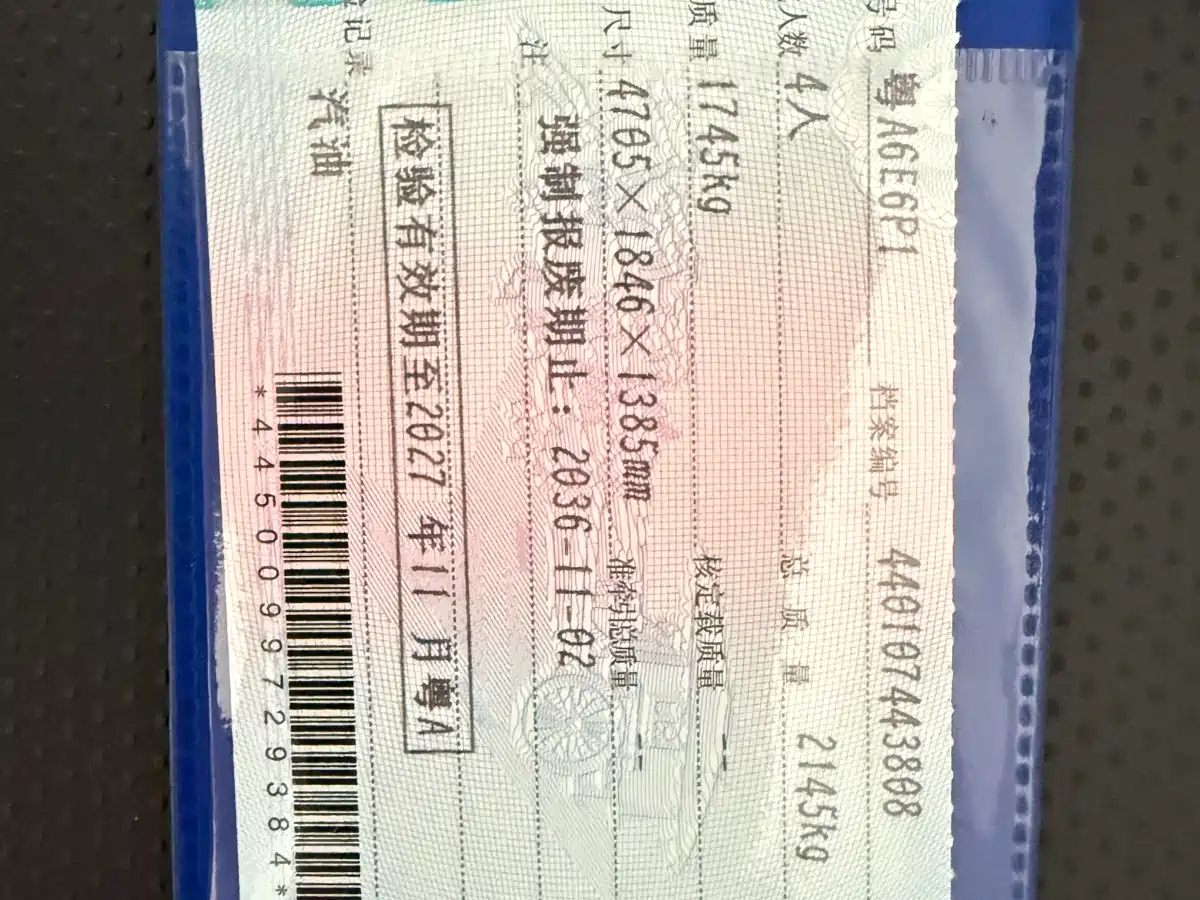 号码 粤A6E6P1 档案编号 440107443808
人数 4人 总质量 2145kg
质量 1745kg 核定载质量 --
尺寸 4705×1846×1385mm 准牵引总质量 --
注 强制报废期止：2036-11-02
检验有效期至2027 年11 月粤A
记录 汽油
*4450099729384*